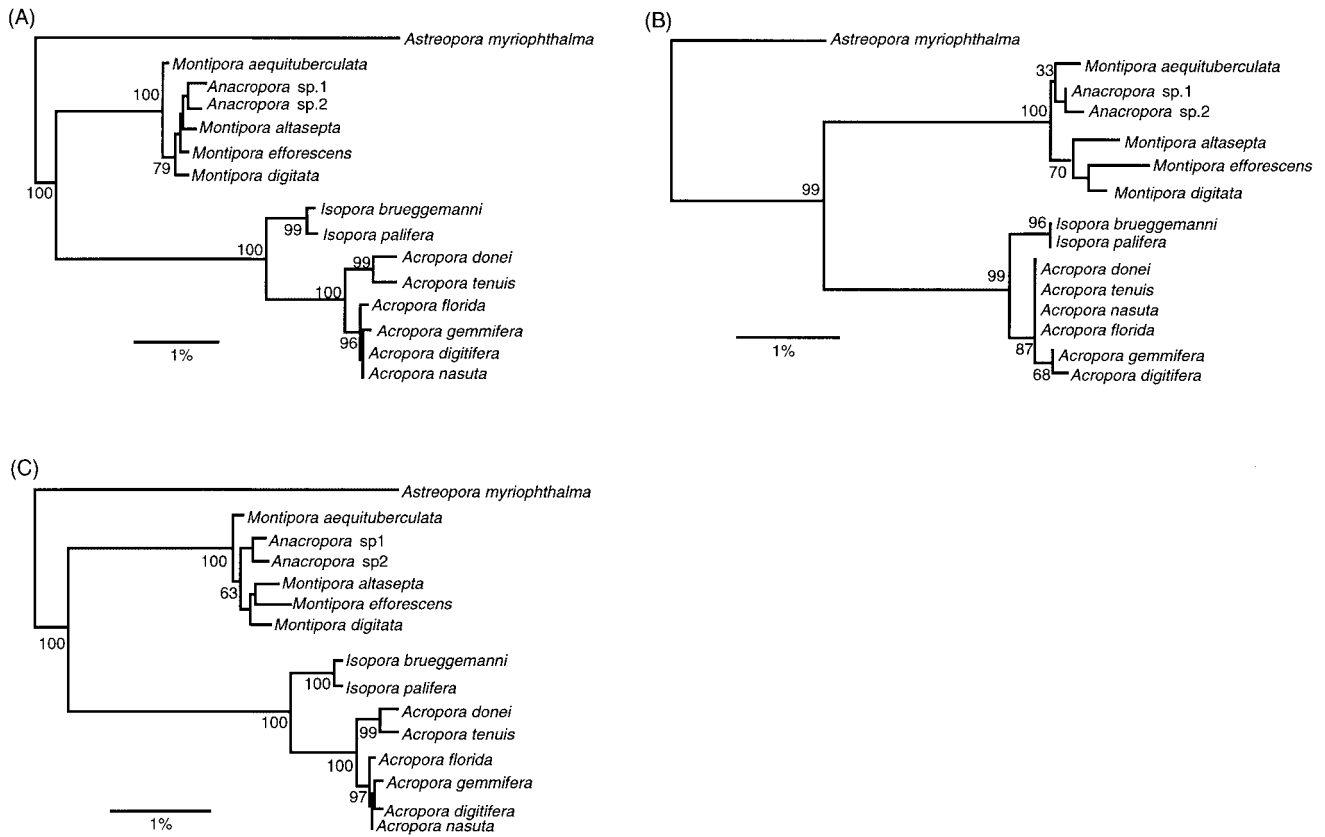 (A)
Astreopora myriophthalma
Montipora aequituberculata
100
Anacropora sp.1
Anacropora sp.2
Montipora altasepta
Montipora efforescens
79
Montipora digitata
100
Isopora brueggemanni
99
Isopora palifera
100
Acropora donei
99
Acropora tenuis
100
Acropora florida
Acropora gemmifera
96
Acropora digitifera
Acropora nasuta
1%
(B)
Astreopora myriophthalma
33
Montipora aequituberculata
Anacropora sp.1
100
Anacropora sp.2
Montipora altasepta
70
Montipora efforescens
99
Montipora digitata
96
Isopora brueggemanni
Isopora palifera
99
Acropora donei
Acropora tenuis
Acropora nasuta
Acropora florida
87
Acropora gemmifera
68
Acropora digitifera
1%
(C)
Astreopora myriophthalma
Montipora aequituberculata
Anacropora sp1
100
Anacropora sp2
Montipora altasepta
63
Montipora efforescens
Montipora digitata
100
Isopora brueggemanni
100
Isopora palifera
100
Acropora donei
99
Acropora tenuis
100
Acropora florida
Acropora gemmifera
97
Acropora digitifera
Acropora nasuta
1%